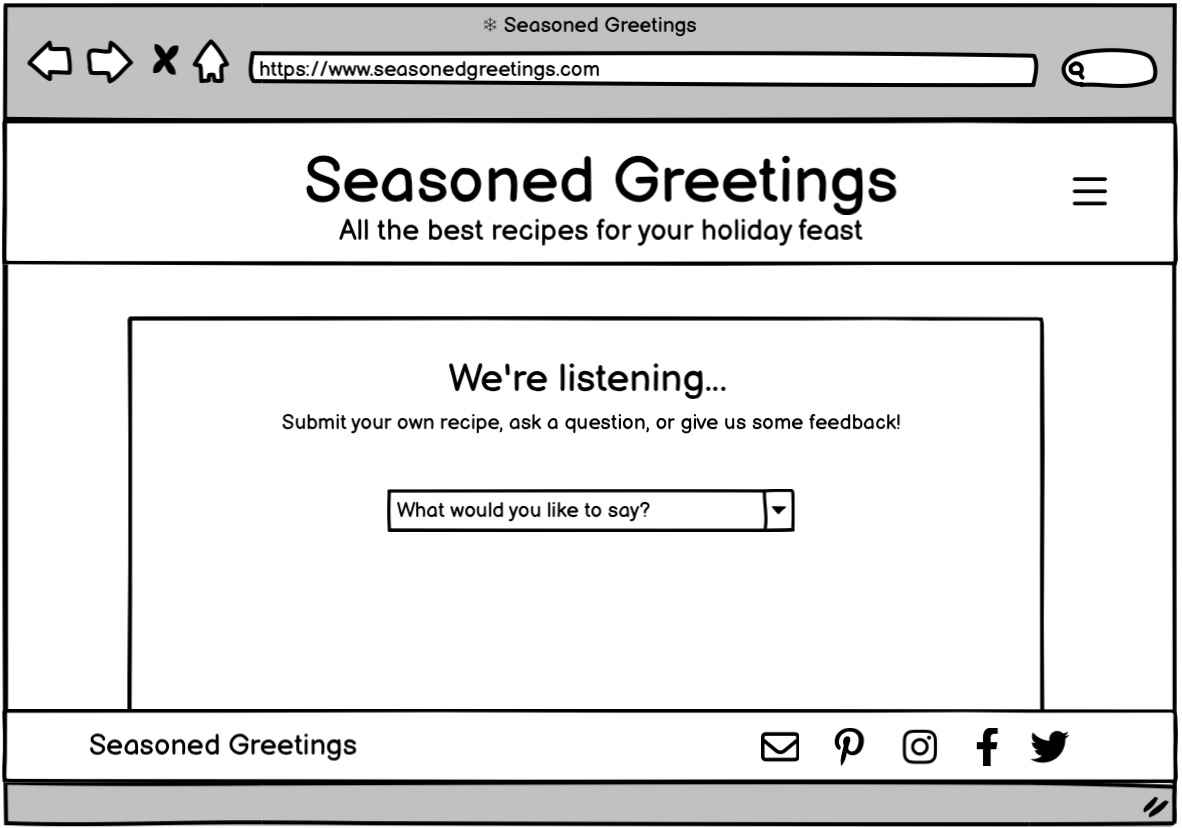 ❄ Seasoned Greetings
https://www.seasonedgreetings.com
Seasoned Greetings
All the best recipes for your holiday feast
We're listening...
Submit your own recipe, ask a question, or give us some feedback!
What would you like to say?
Seasoned Greetings